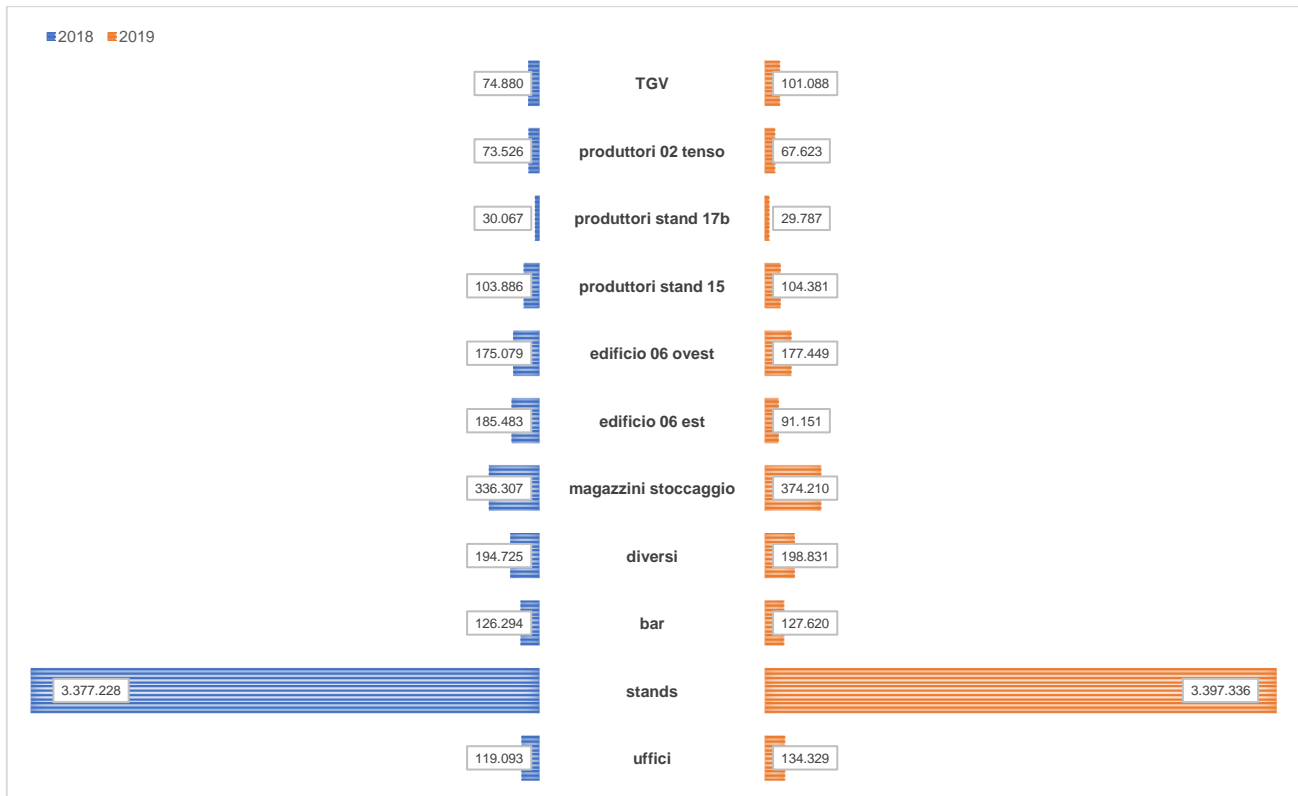 2018 2019
74.880 TGV 101.088
73.526 produttori 02 tenso 67.623
30.067 produttori stand 17b 29.787
103.886 produttori stand 15 104.381
175.079 edificio 06 ovest 177.449
185.483 edificio 06 est 91.151
336.307 magazzini stoccaggio 374.210
194.725 diversi 198.831
126.294 bar 127.620
3.377.228 stands 3.397.336
119.093 uffici 134.329